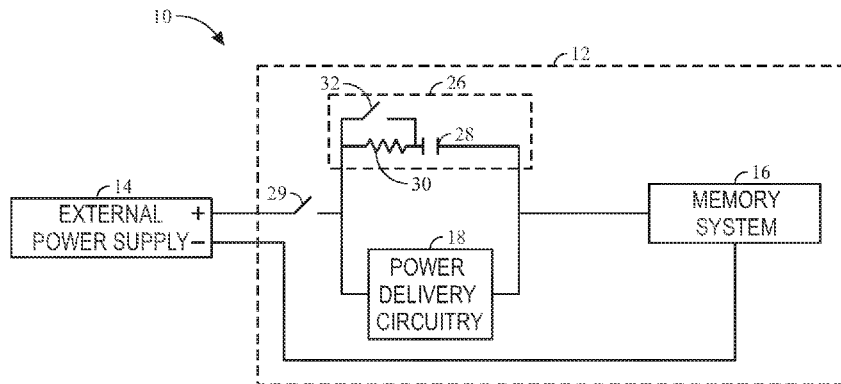 10
12
32
26
28
30
14
29
EXTERNAL +
POWER SUPPLY −
18
POWER
DELIVERY
CIRCUITRY
16
MEMORY
SYSTEM